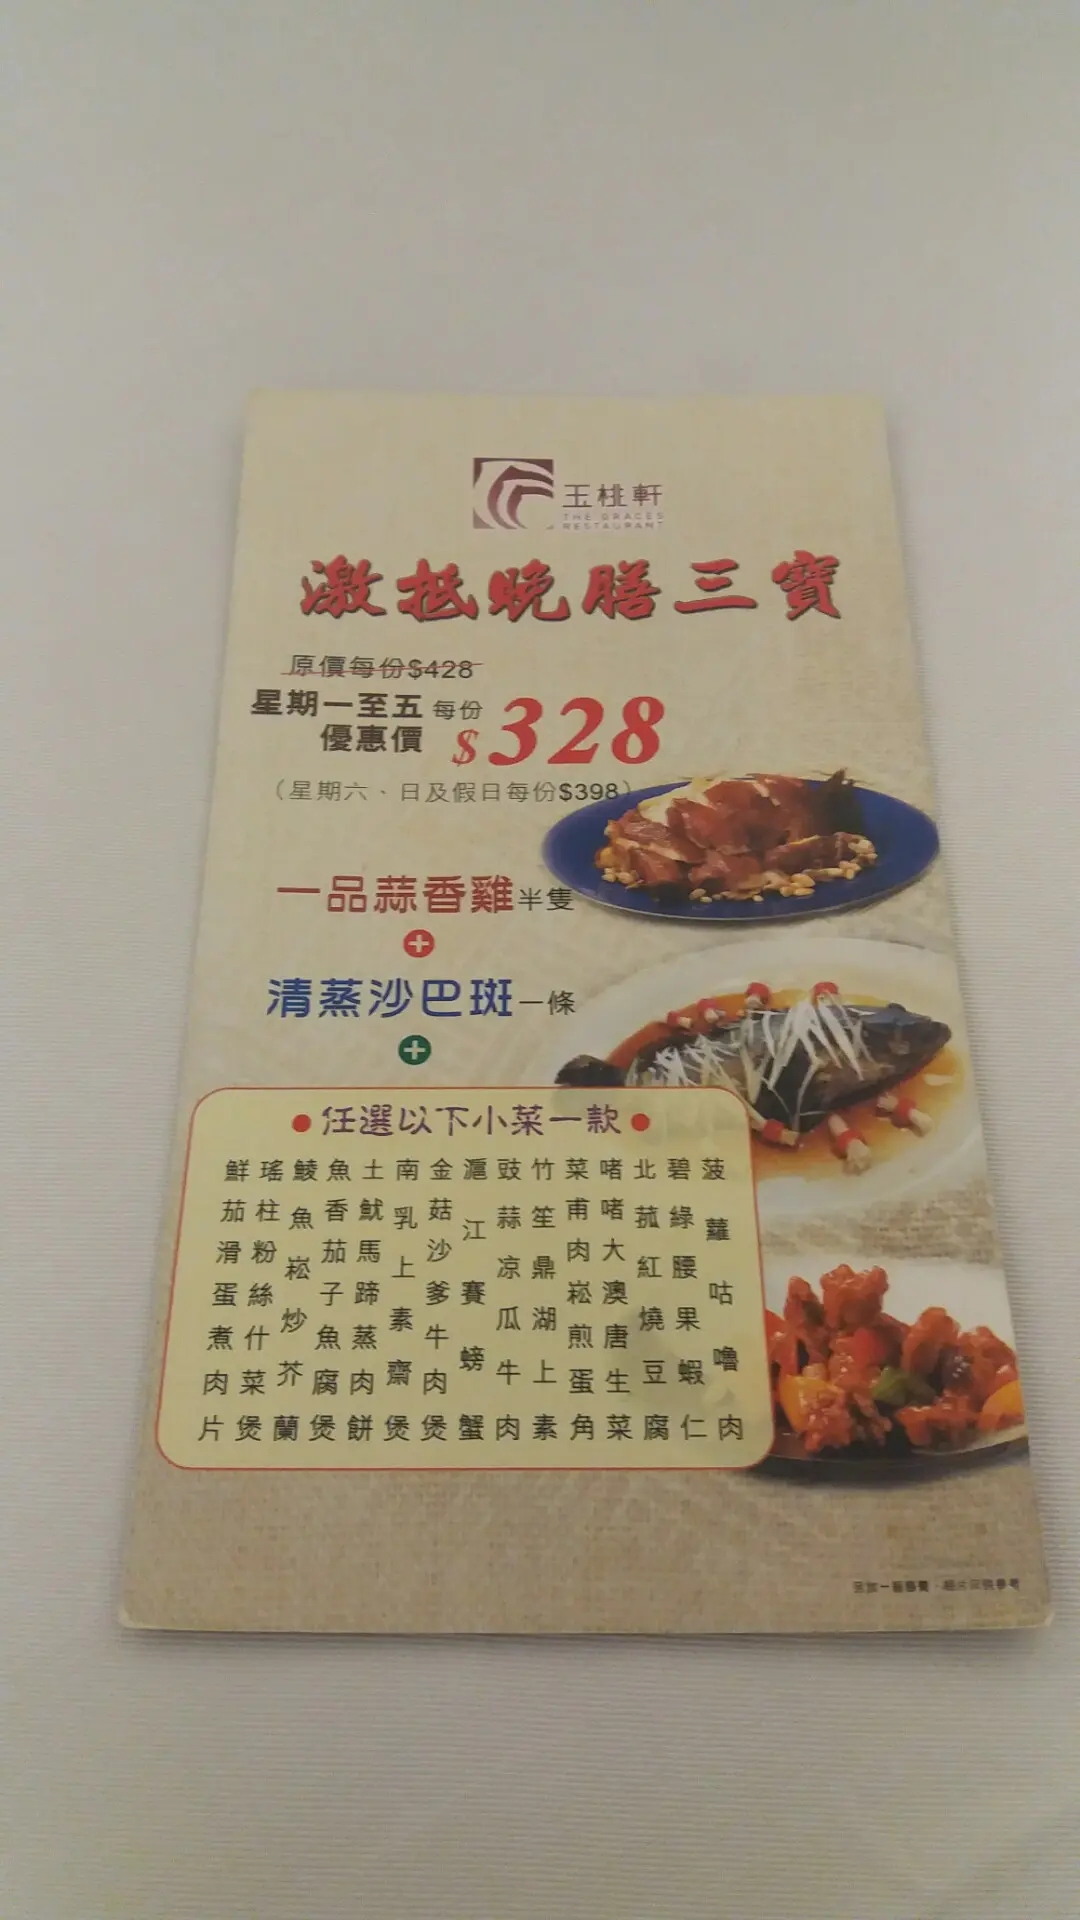 玉桃軒
THE GRACES
RESTAURANT
激抵晚膳三寶
原價每份$428
星期一至五 每份
優惠價 $328
（星期六、日及假日每份$398）
一品蒜香雞半隻
+
清蒸沙巴斑一條
+
●任選以下小菜一款●
菠蘿咕嚕肉
碧綠腰果蝦仁
北菰紅燒豆腐
啫啫大澳唐生菜
菜甫肉崧煎蛋角
竹笙鼎湖上素
豉蒜凉瓜牛肉
滬江賽螃蟹
金菇沙爹牛肉煲
南乳上素齋煲
土魷馬蹄蒸肉餅
魚香茄子魚腐煲
鯪魚崧炒芥蘭
瑤柱粉絲什菜煲
鮮茄滑蛋煮肉片